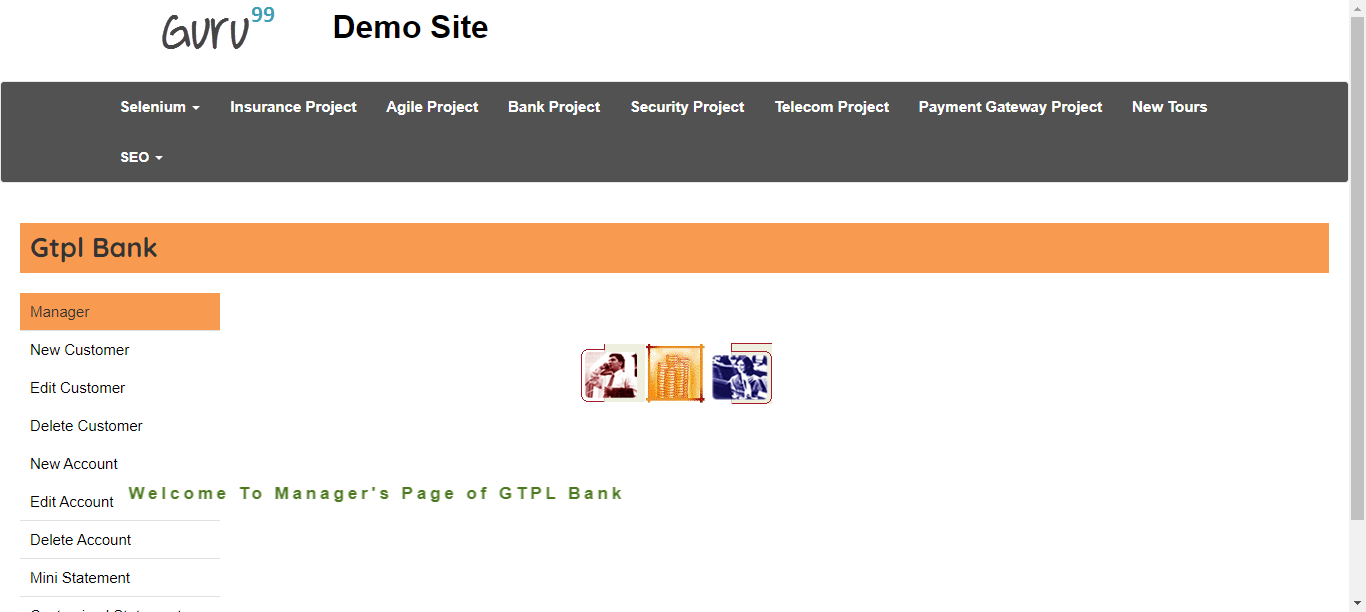 Guru99
Demo Site
Selenium
Insurance Project
Agile Project
Bank Project
Security Project
Telecom Project
Payment Gateway Project
New Tours
SEO
Gtpl Bank
Manager
New Customer
Edit Customer
Delete Customer
New Account
Edit Account
Welcome To Manager's Page of GTPL Bank
Delete Account
Mini Statement